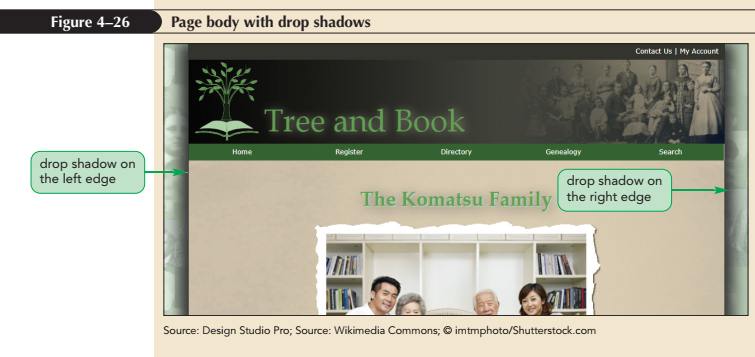 Figure 4–26
Page body with drop shadows
Contact Us | My Account
Tree and Book
Home Register Directory Genealogy Search
drop shadow on
the left edge
drop shadow on
the right edge
The Komatsu Family
Source: Design Studio Pro; Source: Wikimedia Commons; © imtmphoto/Shutterstock.com